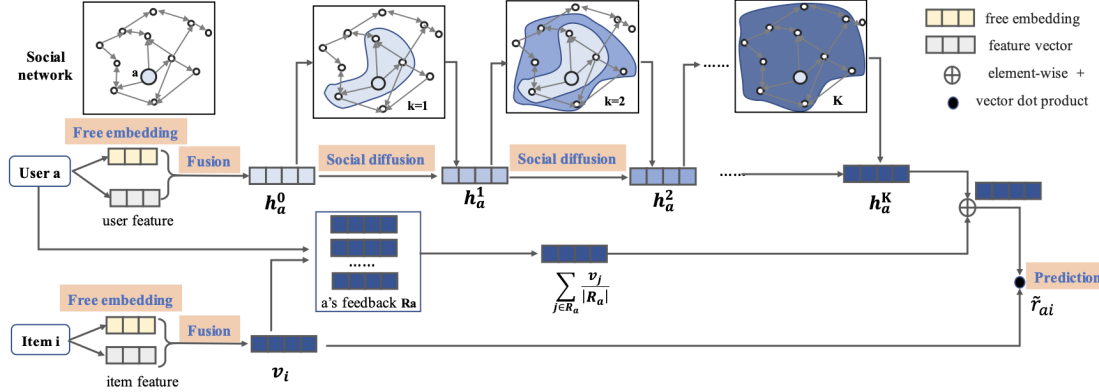 Social
network
a
k=1
k=2
......
K
free embedding
feature vector
element-wise +
vector dot product
Free embedding
User a
Fusion
user feature
h_a^0
Social diffusion
h_a^1
Social diffusion
h_a^2
......
h_a^K
......
a's feedback Ra
∑_{j∈R_a} v_j/|R_a|
Prediction
r̃_{ai}
Free embedding
Item i
Fusion
item feature
v_i